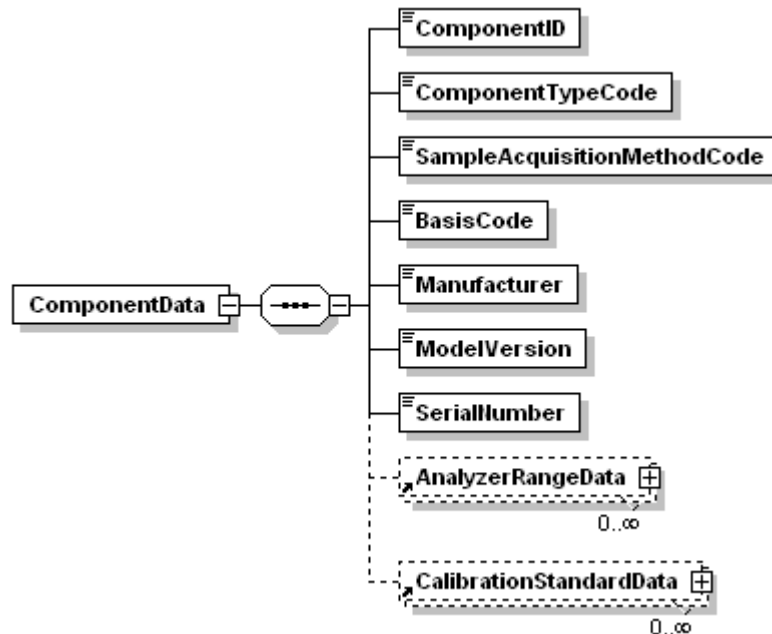 ComponentID
ComponentTypeCode
SampleAcquisitionMethodCode
BasisCode
Manufacturer
ComponentData
ModelVersion
SerialNumber
AnalyzerRangeData
0..∞
CalibrationStandardData
0..∞